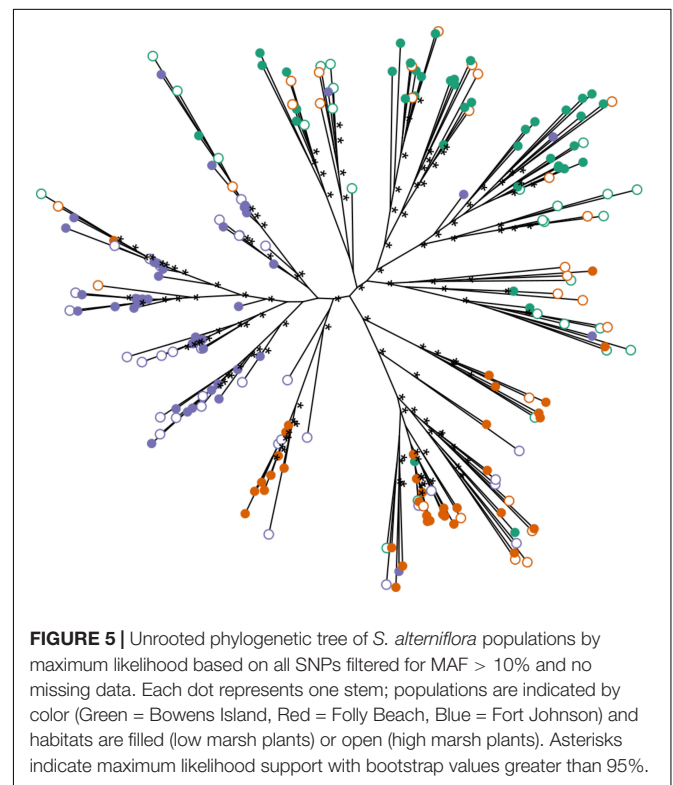 FIGURE 5 | Unrooted phylogenetic tree of S. alterniflora populations by
maximum likelihood based on all SNPs filtered for MAF > 10% and no
missing data. Each dot represents one stem; populations are indicated by
color (Green = Bowens Island, Red = Folly Beach, Blue = Fort Johnson) and
habitats are filled (low marsh plants) or open (high marsh plants). Asterisks
indicate maximum likelihood support with bootstrap values greater than 95%.